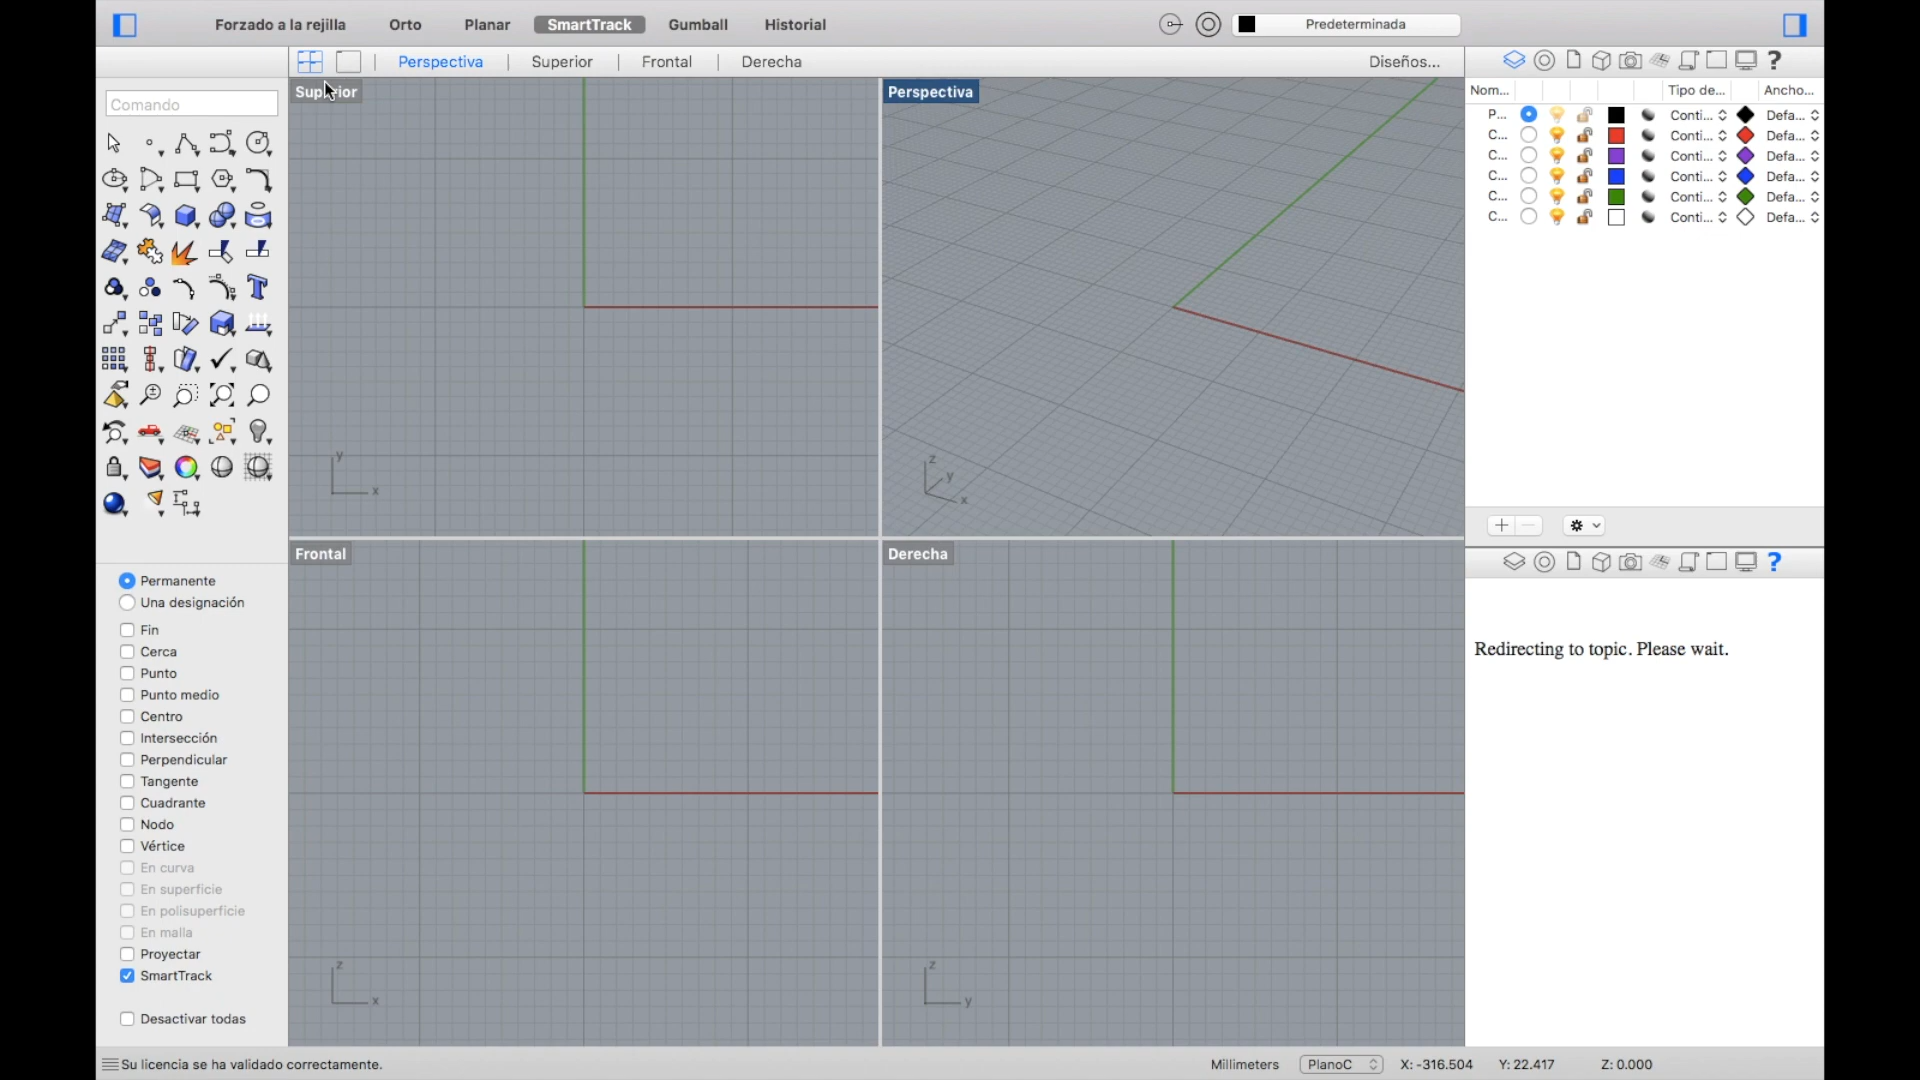 Forzado a la rejilla Orto Planar SmartTrack Gumball Historial Predeterminada
Perspectiva Superior Frontal Derecha Diseños...
Comando
Superior
Perspectiva
Nom... Tipo de... Ancho...
P... Conti... Defa...
C... Conti... Defa...
C... Conti... Defa...
C... Conti... Defa...
C... Conti... Defa...
C... Conti... Defa...
y
x
z
y
x
Frontal
Derecha
Permanente
Una designación
Fin
Cerca
Punto
Punto medio
Centro
Intersección
Perpendicular
Tangente
Cuadrante
Nodo
Vértice
En curva
En superficie
En polisuperficie
En malla
Proyectar
SmartTrack
Desactivar todas
Redirecting to topic. Please wait.
z
x
z
y
Su licencia se ha validado correctamente.
Millimeters PlanoC X: -316.504 Y: 22.417 Z: 0.000